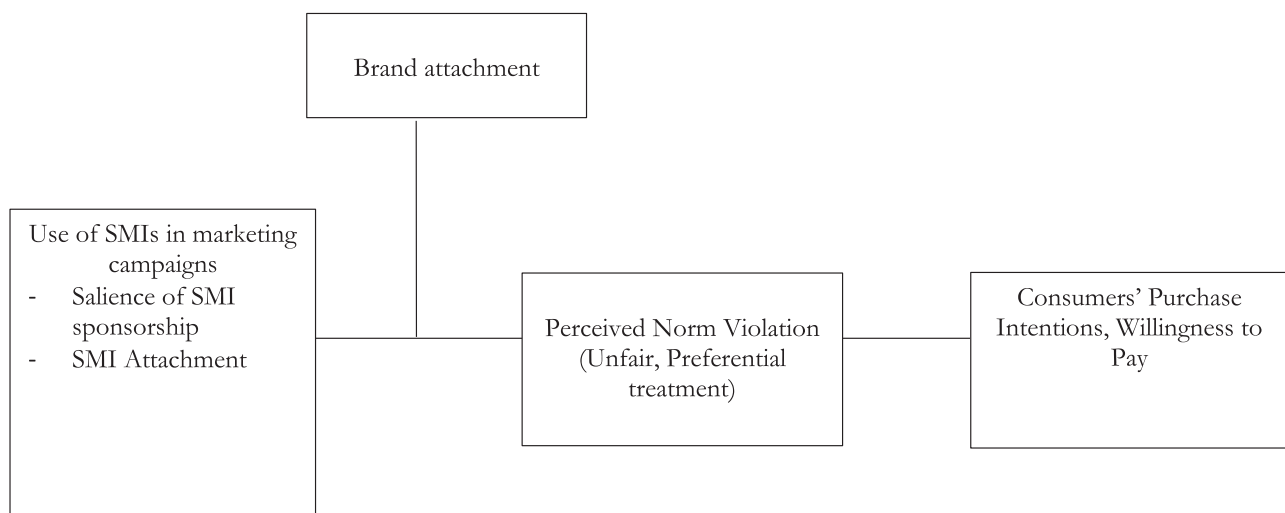 Brand attachment
Use of SMIs in marketing
campaigns
- Salience of SMI
sponsorship
- SMI Attachment
Perceived Norm Violation
(Unfair, Preferential
treatment)
Consumers’ Purchase
Intentions, Willingness to
Pay